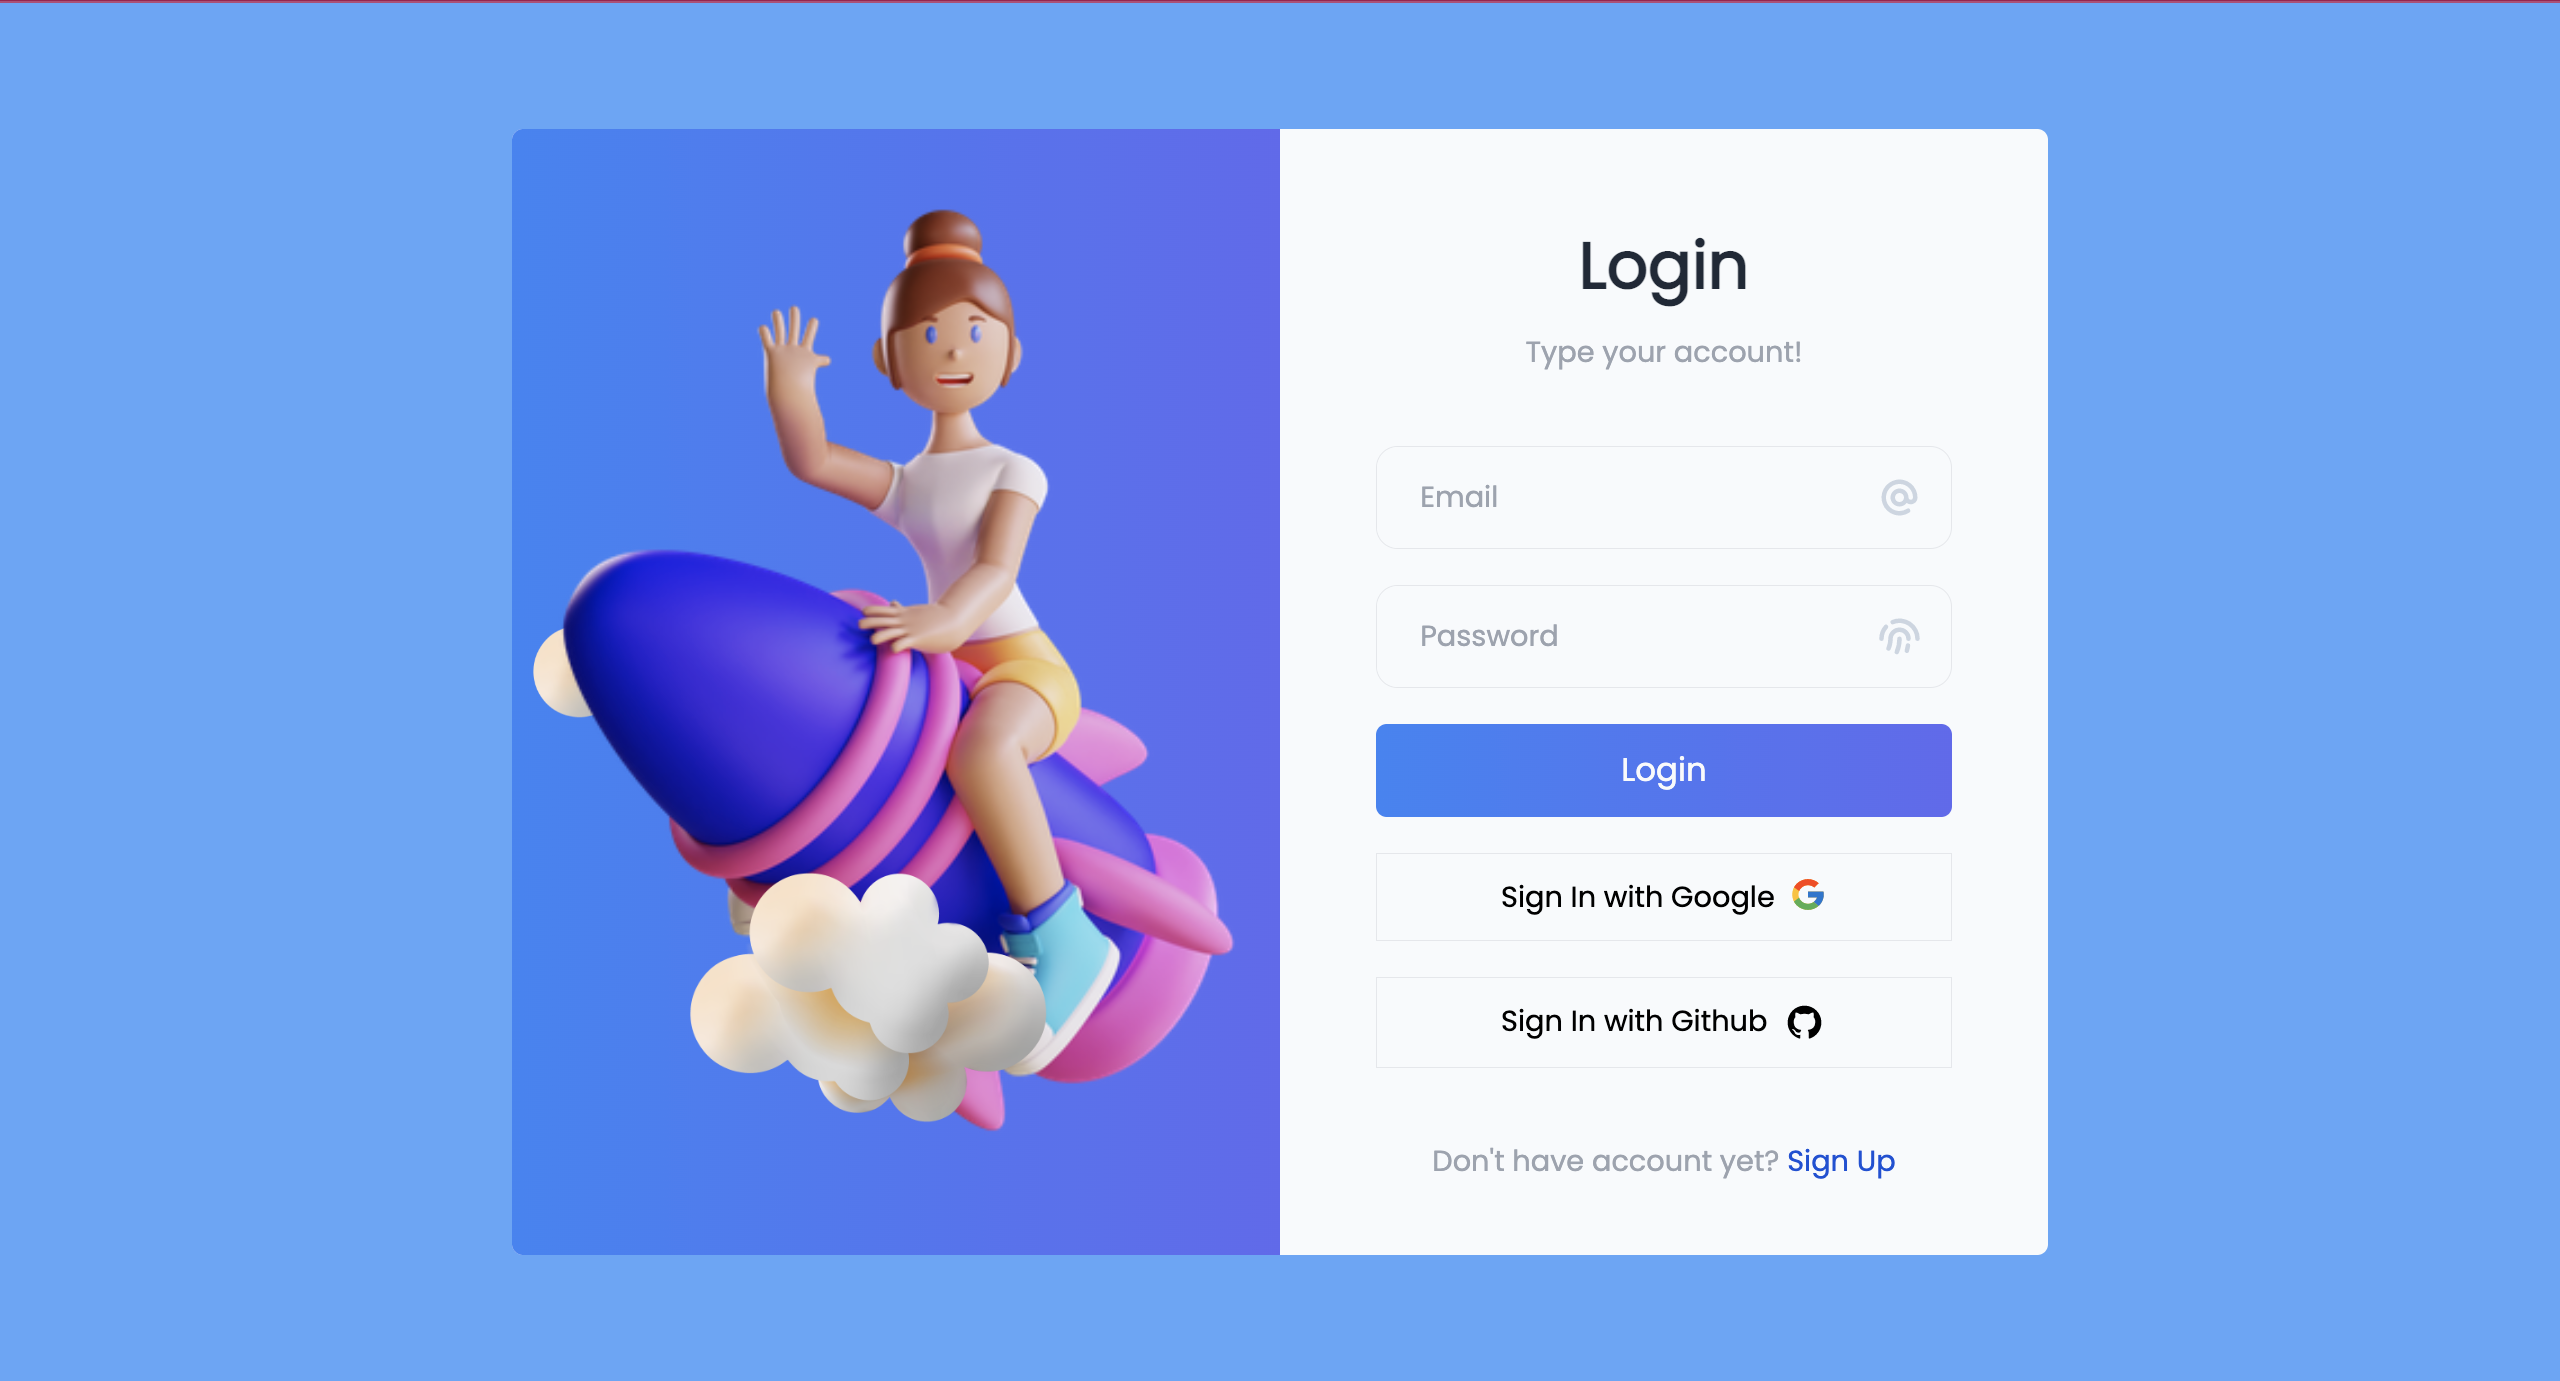 Login
Type your account!
Email
Password
Login
Sign In with Google
Sign In with Github
Don't have account yet? Sign Up